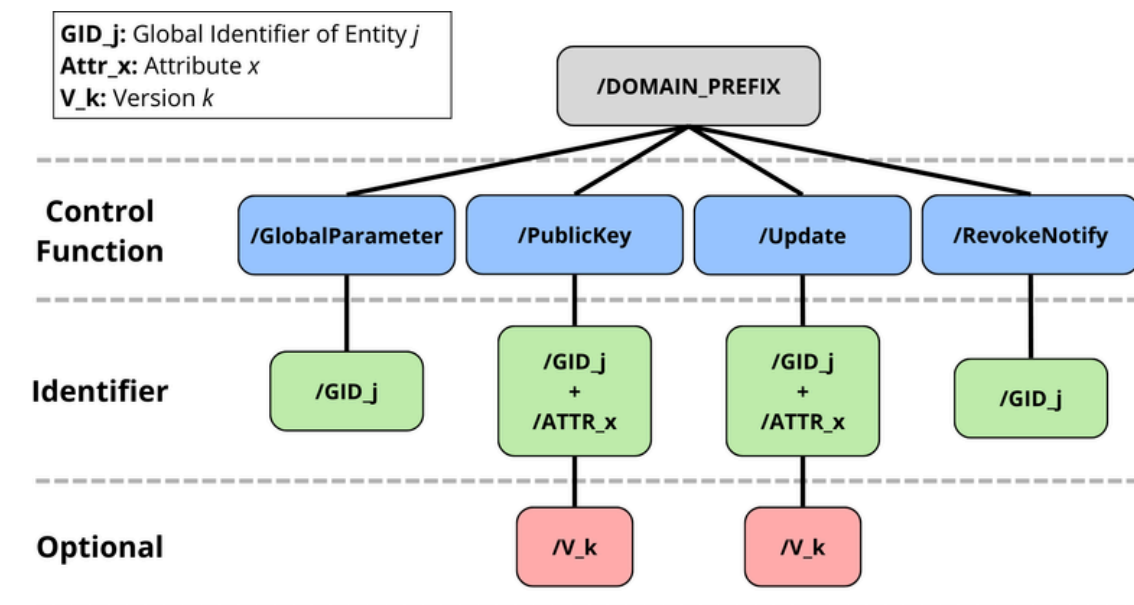 GID_j: Global Identifier of Entity j
Attr_x: Attribute x
V_k: Version k
/DOMAIN_PREFIX
Control
Function
/GlobalParameter
/PublicKey
/Update
/RevokeNotify
Identifier
/GID_j
/GID_j
+
/ATTR_x
/GID_j
+
/ATTR_x
/GID_j
Optional
/V_k
/V_k